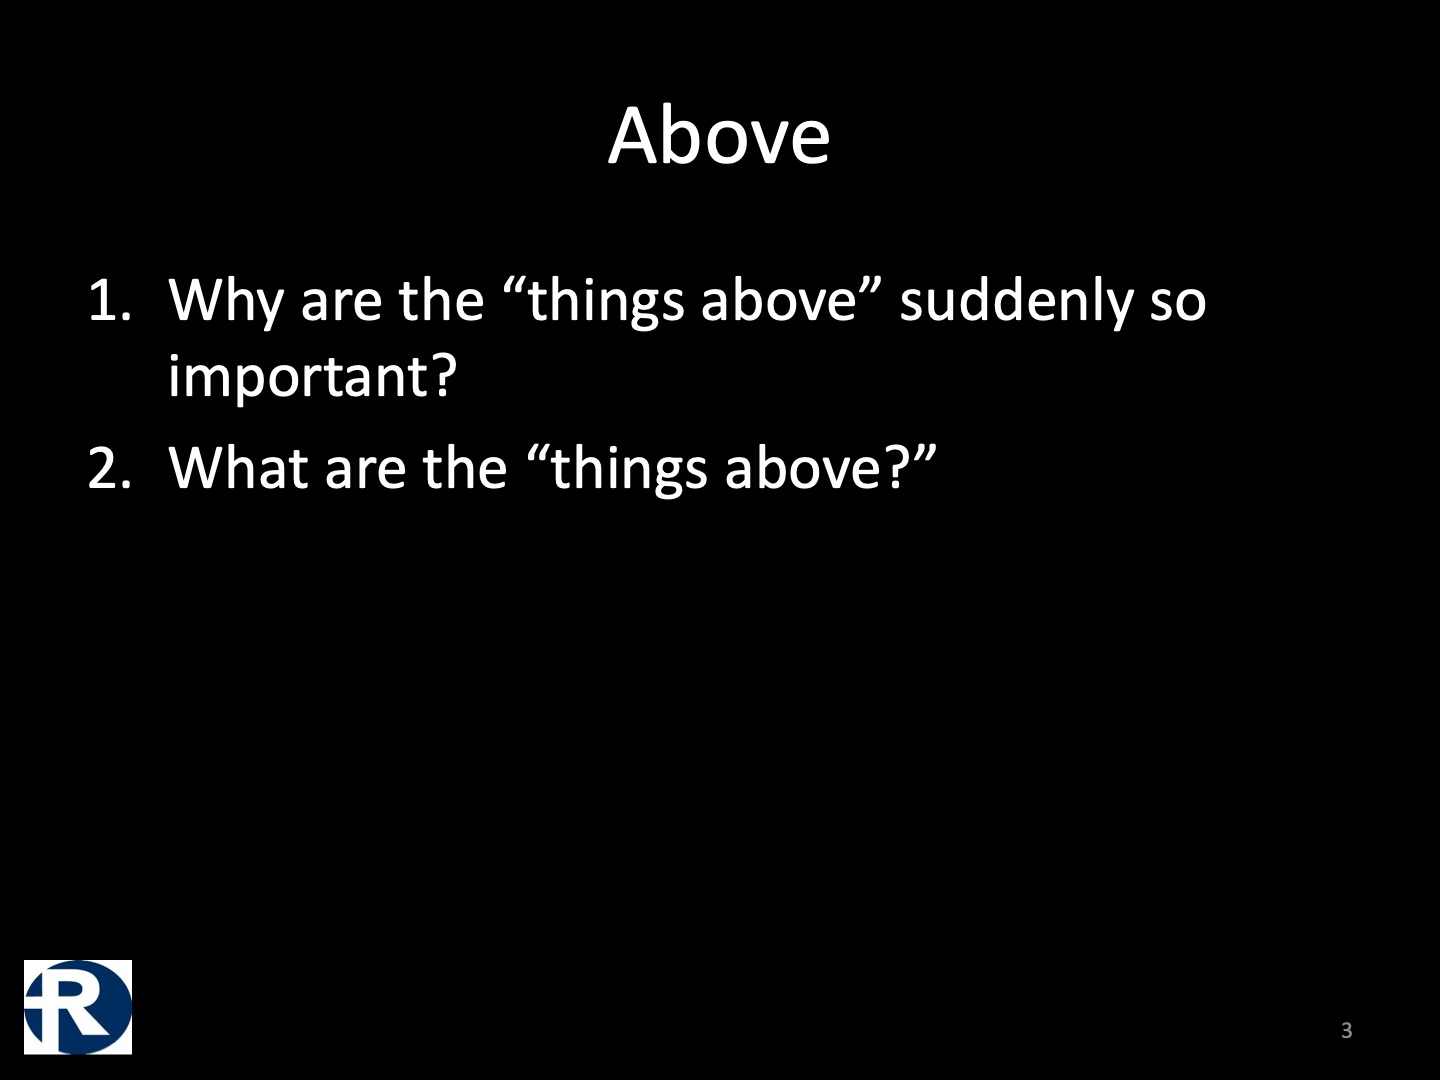 Above
1. Why are the “things above” suddenly so
important?
2. What are the “things above?”
R
3